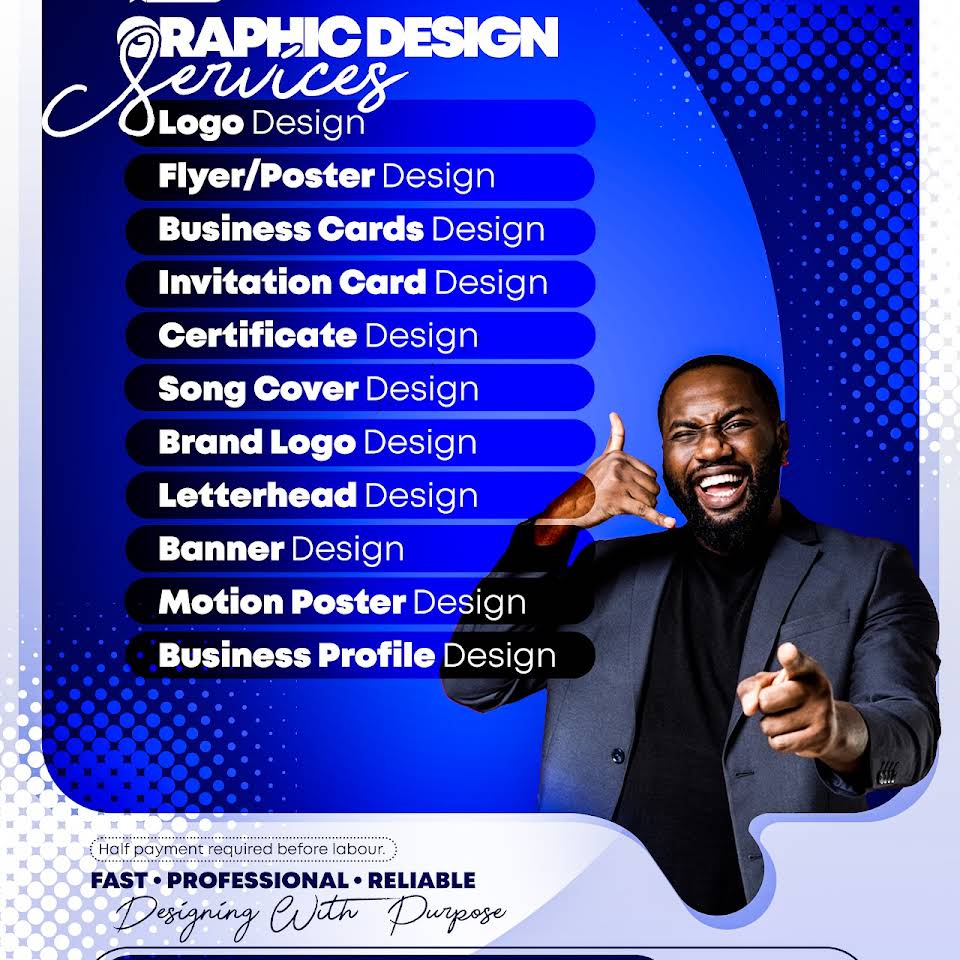 GRAPHIC DESIGN
Services
Logo Design
Flyer/Poster Design
Business Cards Design
Invitation Card Design
Certificate Design
Song Cover Design
Brand Logo Design
Letterhead Design
Banner Design
Motion Poster Design
Business Profile Design
Half payment required before labour.
FAST • PROFESSIONAL • RELIABLE
Designing With Purpose